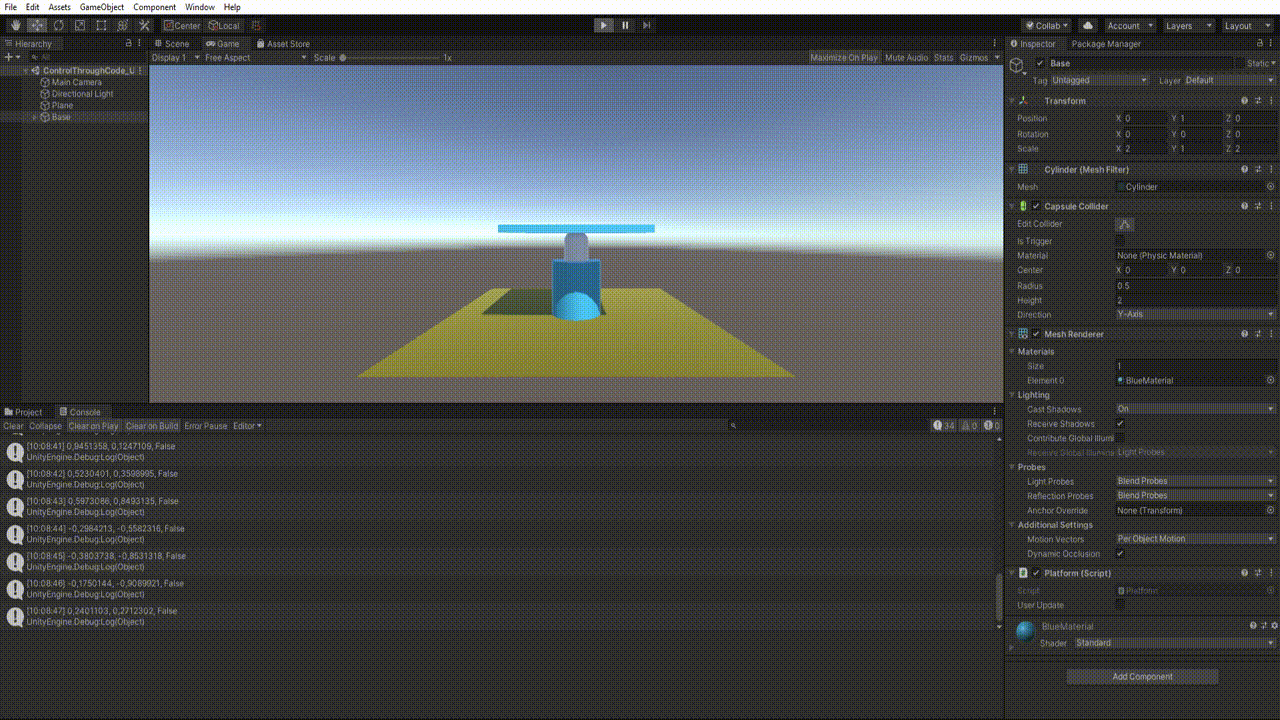 File Edit Assets GameObject Component Window Help
Center Local Collab Account Layers Layout
Hierarchy Scene Game Asset Store Inspector Package Manager
All Display 1 Free Aspect Scale 1x Maximize On Play Mute Audio Stats Gizmos
ControlThroughCode_U
Main Camera
Directional Light
Plane
Base
Base Static
Tag Untagged Layer Default
Transform
Position X 0 Y 1 Z 0
Rotation X 0 Y 0 Z 0
Scale X 2 Y 1 Z 2
Cylinder (Mesh Filter)
Mesh Cylinder
Capsule Collider
Edit Collider
Is Trigger
Material None (Physic Material)
Center X 0 Y 0 Z 0
Radius 0.5
Height 2
Direction Y-Axis
Mesh Renderer
Materials
Size 1
Element 0 BlueMaterial
Lighting
Cast Shadows On
Receive Shadows
Contribute Global Illumi
Receive Global Illumina Light Probes
Probes
Light Probes Blend Probes
Reflection Probes Blend Probes
Anchor Override None (Transform)
Additional Settings
Motion Vectors Per Object Motion
Dynamic Occlusion
Platform (Script)
Script Platform
User Update
BlueMaterial
Shader Standard
Add Component
Project Console
Clear Collapse Clear on Play Clear on Build Error Pause Editor 34 0 0
[10:08:41] 0,9451358, 0,1247109, False
UnityEngine.Debug:Log(Object)
[10:08:42] 0,5230401, 0,3598995, False
UnityEngine.Debug:Log(Object)
[10:08:43] 0,5973086, 0,8493135, False
UnityEngine.Debug:Log(Object)
[10:08:44] -0,2984213, -0,5582316, False
UnityEngine.Debug:Log(Object)
[10:08:45] -0,3803738, -0,8531318, False
UnityEngine.Debug:Log(Object)
[10:08:46] -0,1750144, -0,9089921, False
UnityEngine.Debug:Log(Object)
[10:08:47] 0,2401103, 0,2712302, False
UnityEngine.Debug:Log(Object)